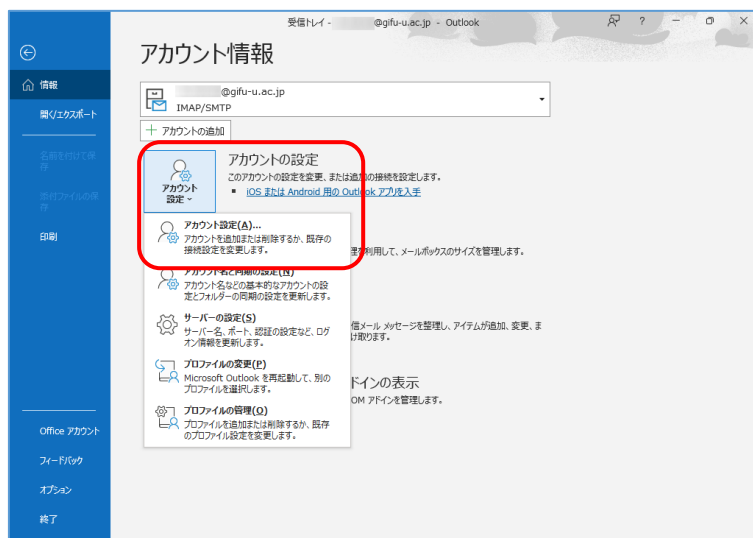 受信トレイ - @gifu-u.ac.jp - Outlook
?
アカウント情報
情報
開く/エクスポート
名前を付けて保
存
添付ファイルの保
存
印刷
Office アカウント
フィードバック
オプション
終了
@gifu-u.ac.jp
IMAP/SMTP
アカウントの追加
アカウント
設定
アカウントの設定
このアカウントの設定を変更、または追加の接続を設定します。
iOS または Android 用の Outlook アプリを入手
アカウント設定(A)...
アカウントを追加または削除するか、既存の
接続設定を変更します。
理を利用して、メールボックスのサイズを管理します。
アカウント名と同期の設定(N)
アカウント名などの基本的なアカウントの設
定とフォルダーの同期の設定を更新します。
サーバーの設定(S)
サーバー名、ポート、認証の設定など、ログ
オン情報を更新します。
信メール メッセージを整理し、アイテムが追加、変更、ま
け取ります。
プロファイルの変更(P)
Microsoft Outlook を再起動して、別の
プロファイルを選択します。
ドインの表示
OM アドインを管理します。
プロファイルの管理(O)
プロファイルを追加または削除するか、既存
のプロファイル設定を変更します。